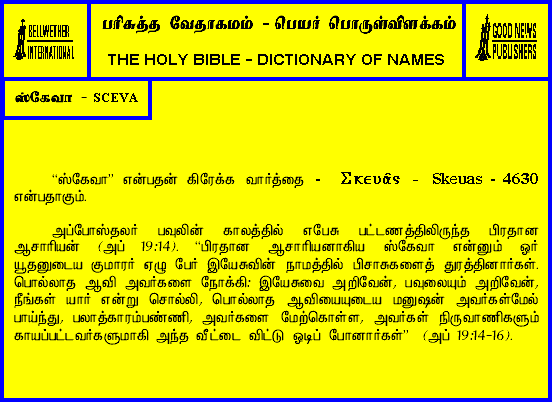 BELLWETHER
INTERNATIONAL
பரிசுத்த வேதாகமம் - பெயர் பொருள்விளக்கம்
THE HOLY BIBLE - DICTIONARY OF NAMES
GOOD NEWS
PUBLISHERS
ஸ்கேவா - SCEVA
“ஸ்கேவா” என்பதன் கிரேக்க வார்த்தை - Σκευᾶς - Skeuas - 4630
என்பதாகும்.
அப்போஸ்தலர் பவுலின் காலத்தில் எபேசு பட்டணத்திலிருந்த பிரதான
ஆசாரியன் (அப் 19:14). “பிரதான ஆசாரியனாகிய ஸ்கேவா என்னும் ஓர்
யூதனுடைய குமாரர் ஏழு பேர் இயேசுவின் நாமத்தில் பிசாசுகளைத் துரத்தினார்கள்.
பொல்லாத ஆவி அவர்களை நோக்கி: இயேசுவை அறிவேன், பவுலையும் அறிவேன்,
நீங்கள் யார் என்று சொல்லி, பொல்லாத ஆவியையுடைய மனுஷன் அவர்கள்மேல்
பாய்ந்து, பலாத்காரம்பண்ணி, அவர்களை மேற்கொள்ள, அவர்கள் நிருவாணிகளும்
காயப்பட்டவர்களுமாகி அந்த வீட்டை விட்டு ஓடிப் போனார்கள்” (அப் 19:14-16).